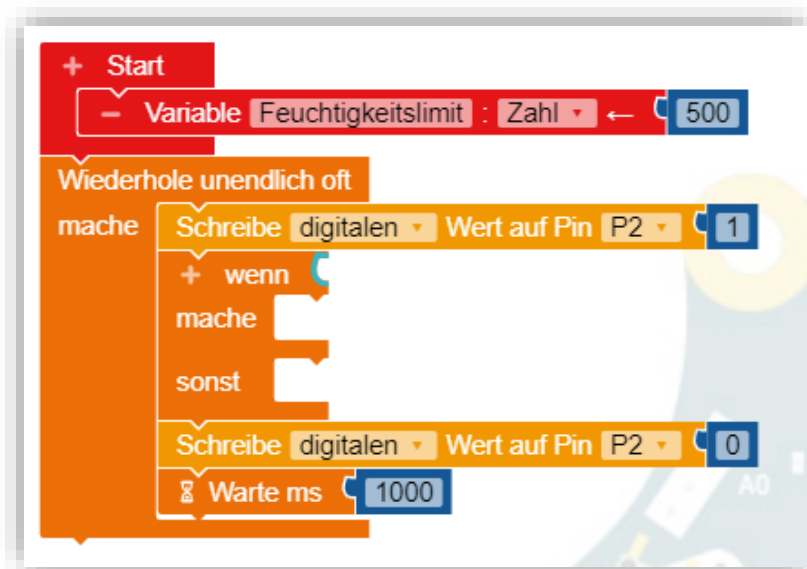 + Start
− Variable Feuchtigkeitslimit : Zahl ← 500
Wiederhole unendlich oft
mache Schreibe digitalen Wert auf Pin P2 1
+ wenn
mache
sonst
Schreibe digitalen Wert auf Pin P2 0
Warte ms 1000
A0